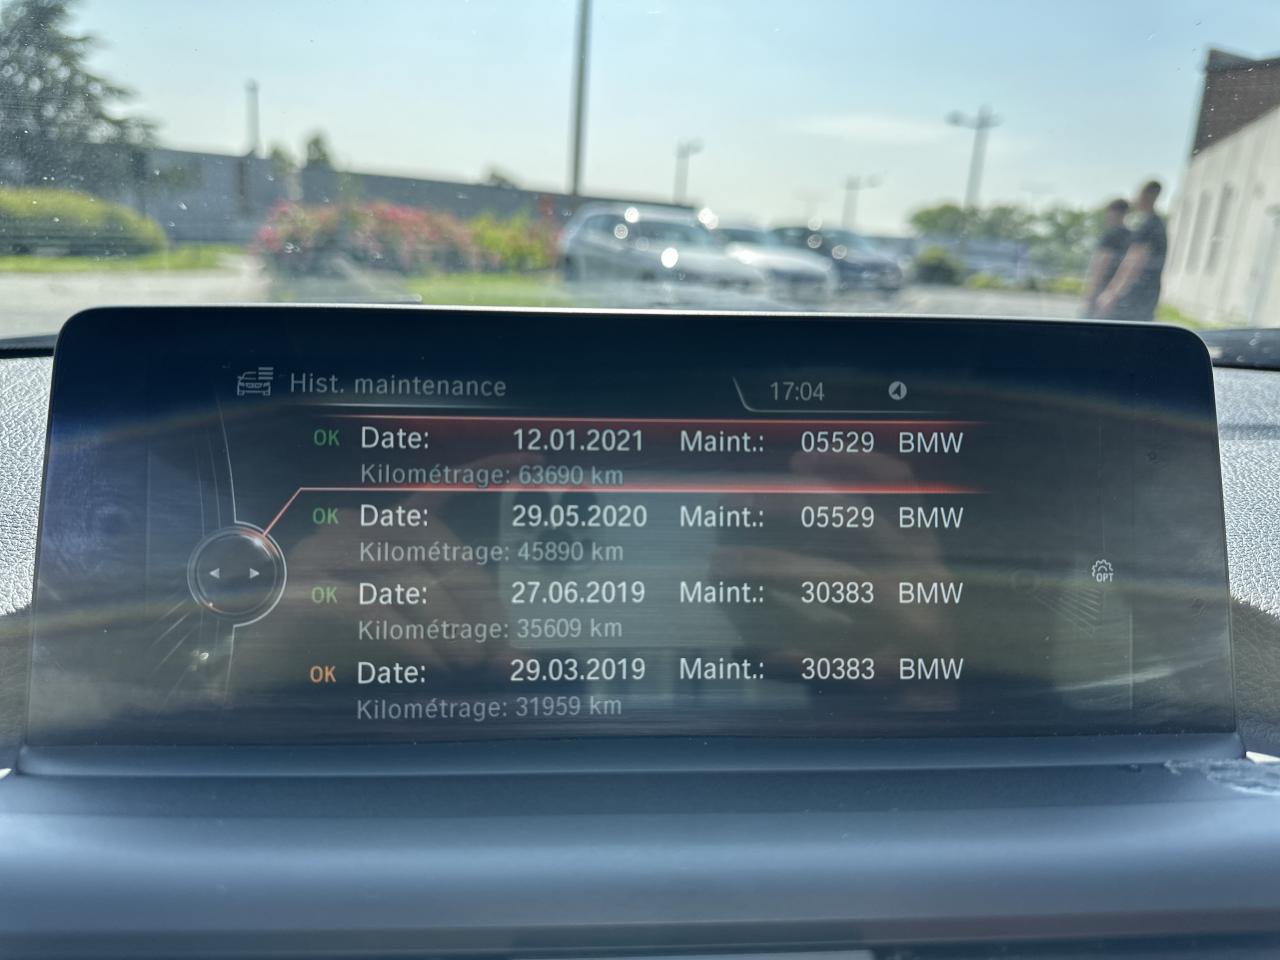 Hist. maintenance 17:04
OK Date: 12.01.2021 Maint.: 05529 BMW
Kilométrage: 63690 km
OK Date: 29.05.2020 Maint.: 05529 BMW
Kilométrage: 45890 km
OK Date: 27.06.2019 Maint.: 30383 BMW
Kilométrage: 35609 km
OK Date: 29.03.2019 Maint.: 30383 BMW
Kilométrage: 31959 km
OPT